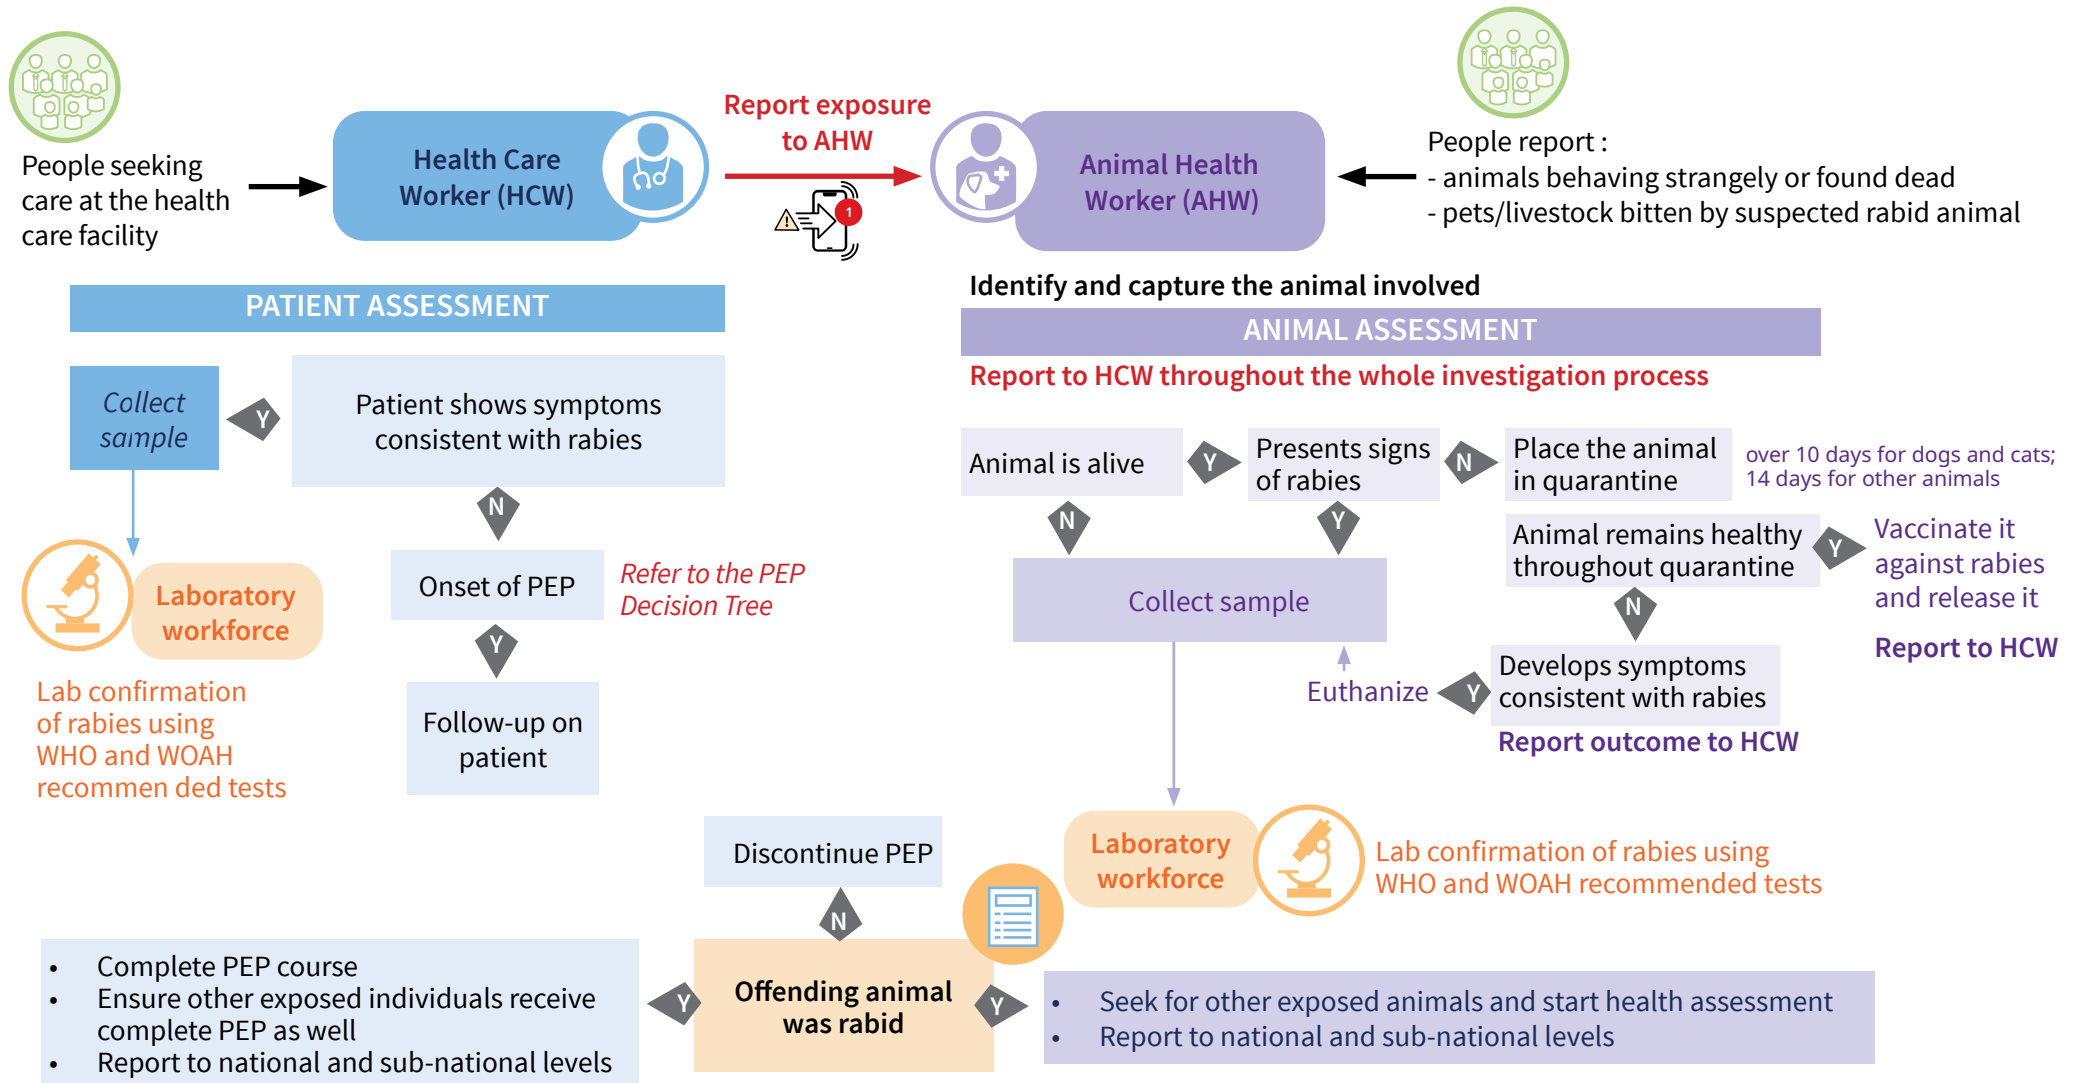 People seeking
care at the health
care facility
Health Care
Worker (HCW)
Report exposure
to AHW
1
Animal Health
Worker (AHW)
People report :
- animals behaving strangely or found dead
- pets/livestock bitten by suspected rabid animal
PATIENT ASSESSMENT
Collect
sample
Y
Patient shows symptoms
consistent with rabies
N
Onset of PEP
Refer to the PEP
Decision Tree
Y
Follow-up on
patient
Laboratory
workforce
Lab confirmation
of rabies using
WHO and WOAH
recommen ded tests
Identify and capture the animal involved
ANIMAL ASSESSMENT
Report to HCW throughout the whole investigation process
Animal is alive
Y
Presents signs
of rabies
N
Place the animal
in quarantine
over 10 days for dogs and cats;
14 days for other animals
N
Y
Animal remains healthy
throughout quarantine
Y
Vaccinate it
against rabies
and release it
Report to HCW
Collect sample
N
Develops symptoms
consistent with rabies
Y
Euthanize
Report outcome to HCW
Laboratory
workforce
Lab confirmation of rabies using
WHO and WOAH recommended tests
Discontinue PEP
N
Offending animal
was rabid
Y
• Complete PEP course
• Ensure other exposed individuals receive
complete PEP as well
• Report to national and sub-national levels
Y
• Seek for other exposed animals and start health assessment
• Report to national and sub-national levels